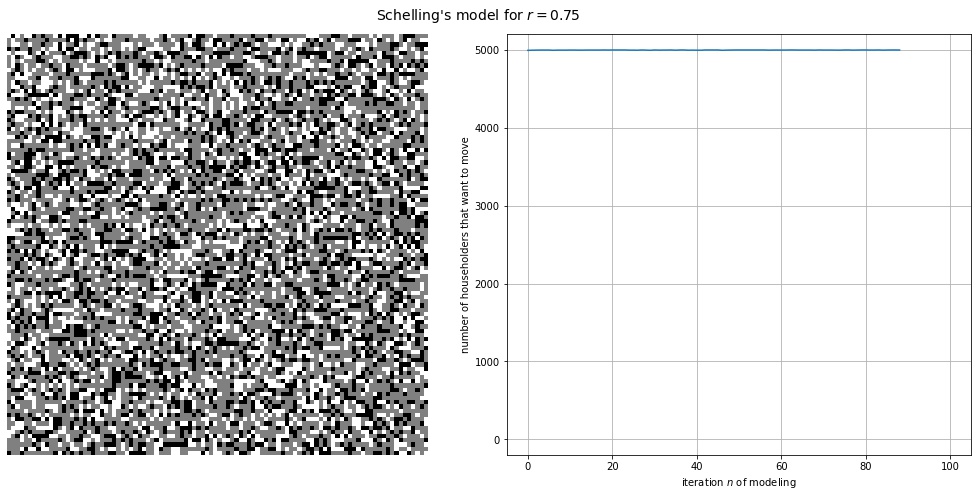 Schelling's model for r = 0.75
5000
4000
3000
2000
1000
0
number of householders that want to move
0 20 40 60 80 100
iteration n of modeling